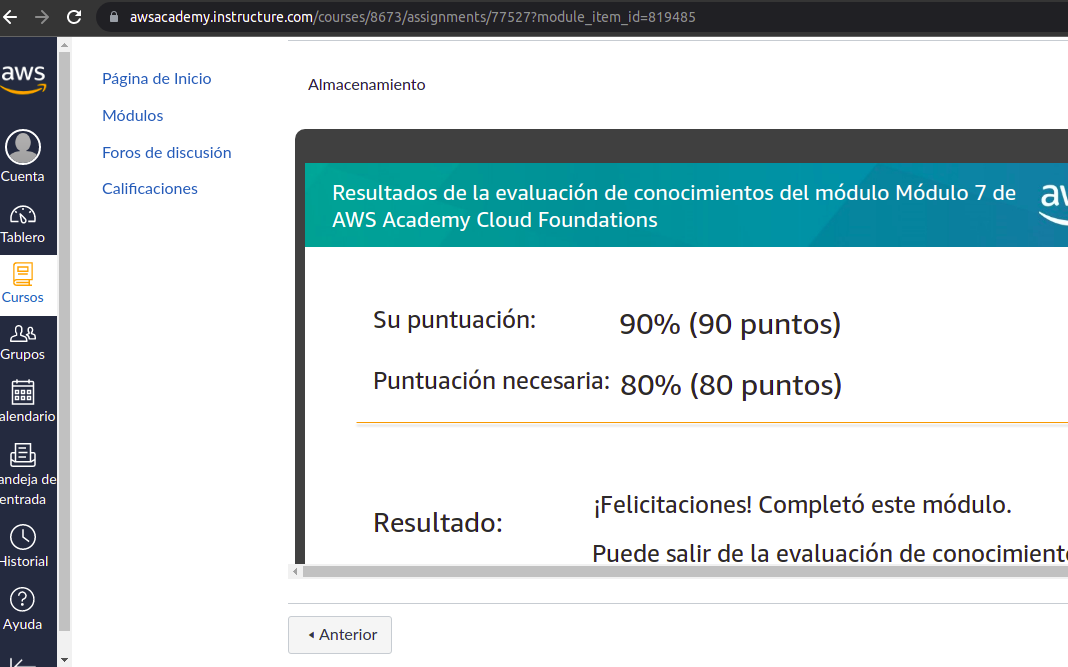 awsacademy.instructure.com/courses/8673/assignments/77527?module_item_id=819485
aws
Cuenta
Tablero
Cursos
Grupos
alendario
andeja de
entrada
Historial
Ayuda
Página de Inicio
Módulos
Foros de discusión
Calificaciones
Almacenamiento
Resultados de la evaluación de conocimientos del módulo Módulo 7 de
AWS Academy Cloud Foundations
aw
Su puntuación:
90% (90 puntos)
Puntuación necesaria:
80% (80 puntos)
Resultado:
¡Felicitaciones! Completó este módulo.
Puede salir de la evaluación de conocimiento
Anterior